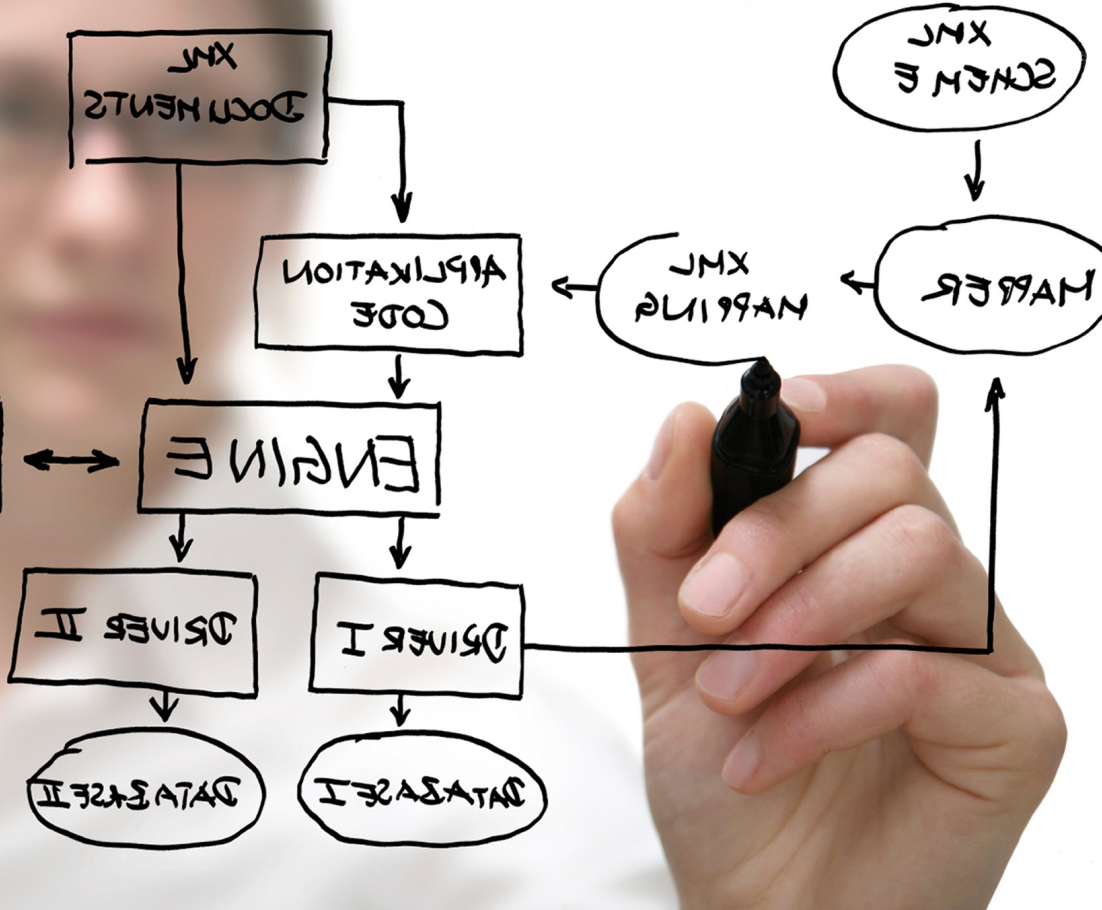 XML
DOCUMENTS
XML
SCHEME
APPLIKATION
CODE
XML
MAPPING
MAPPER
ENGINE
DRIVER II
DRIVER I
DATABASE II
DATABASE I